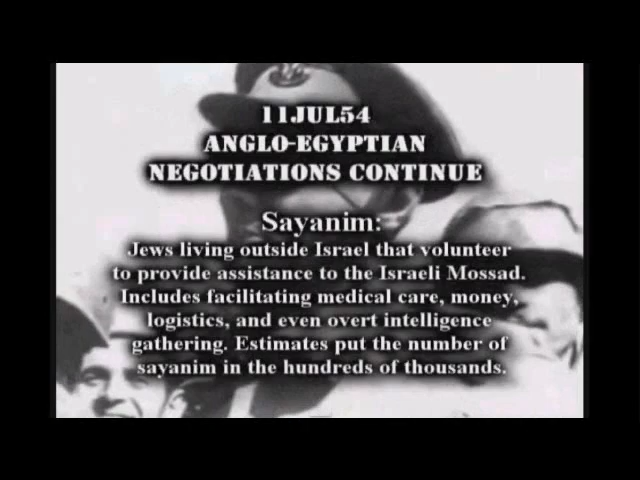 11JUL54
ANGLO-EGYPTIAN
NEGOTIATIONS CONTINUE
Sayanim:
Jews living outside Israel that volunteer
to provide assistance to the Israeli Mossad.
Includes facilitating medical care, money,
logistics, and even overt intelligence
gathering. Estimates put the number of
sayanim in the hundreds of thousands.